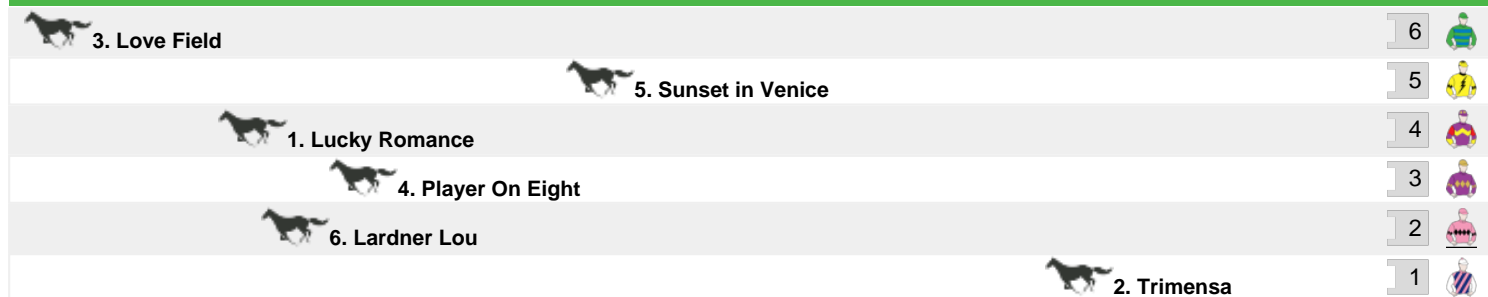 3. Love Field 6
5. Sunset in Venice 5
1. Lucky Romance 4
4. Player On Eight 3
6. Lardner Lou 2
2. Trimensa 1